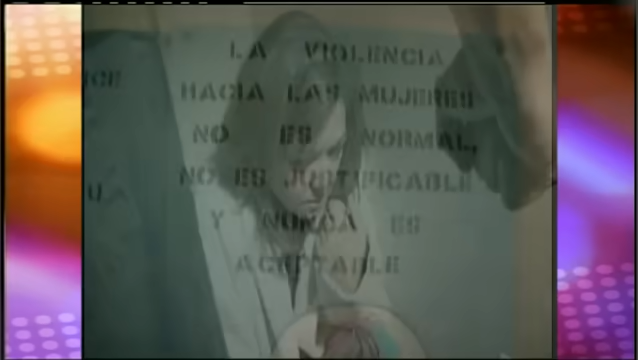 LA VIOLENCIA
HACIA LAS MUJERES
NO ES NORMAL,
NO ES JUSTIFICABLE
Y NUNCA ES
ACEPTABLE